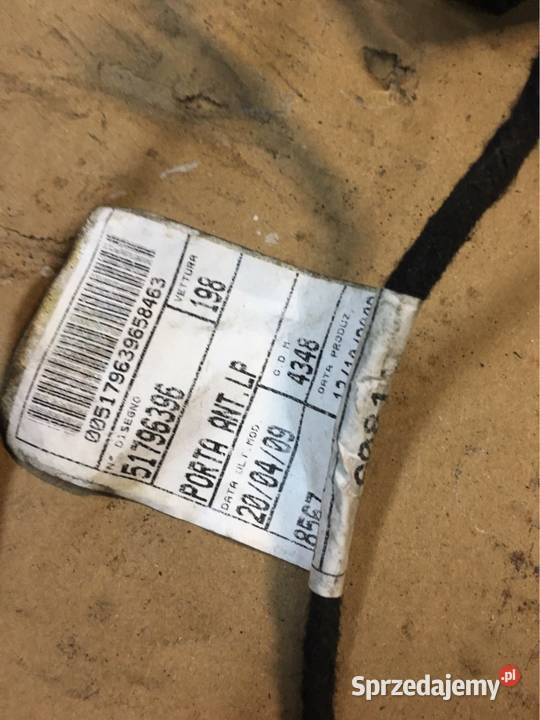 005179639658463
N° DISEGNO
VETTURA
51796396
198
PORTA ANT.LP
DATA ULT.MOD
C.D.M.
20/04/09
4348
DATA PRODUZ.
Sprzedajemy.pl